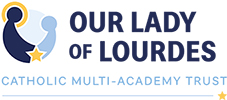 OUR LADY
OF LOURDES
CATHOLIC MULTI-ACADEMY TRUST